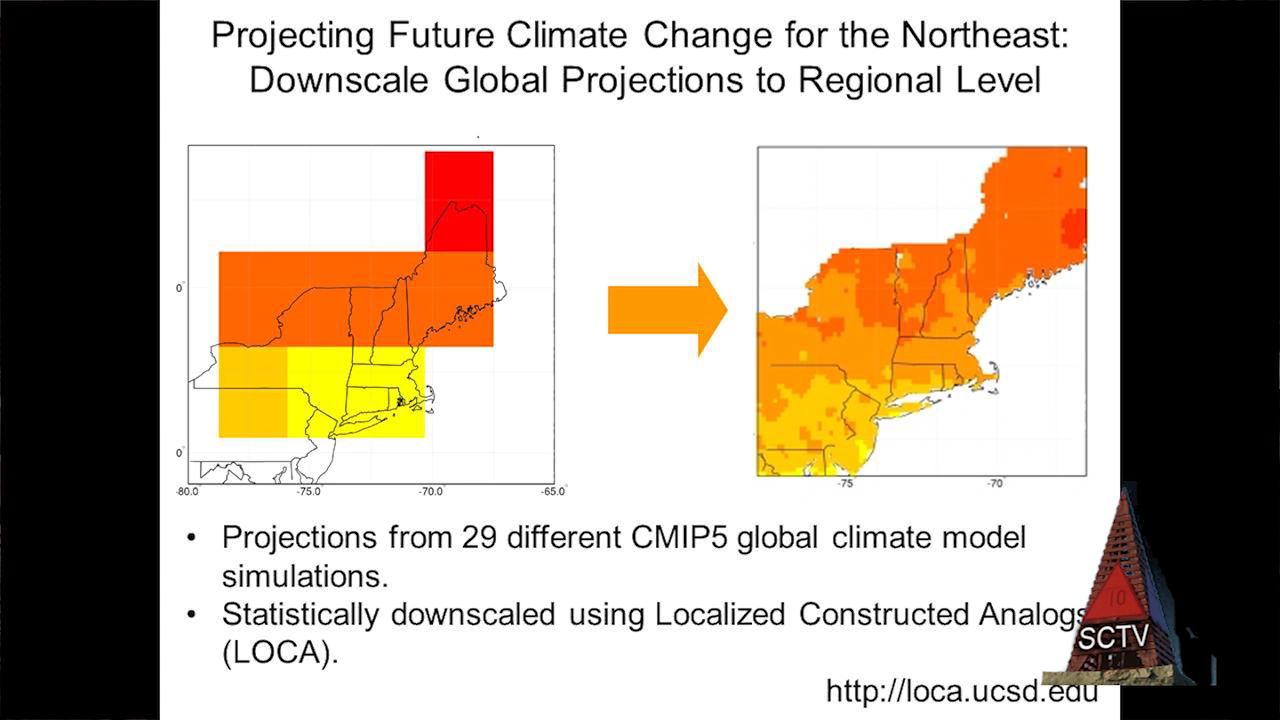 Projecting Future Climate Change for the Northeast:
Downscale Global Projections to Regional Level
0°
0°
-80.0
-75.0
-70.0
-65.0
-75
-70
• Projections from 29 different CMIP5 global climate model
simulations.
• Statistically downscaled using Localized Constructed Analogs
(LOCA).
http://loca.ucsd.edu
10
SCTV